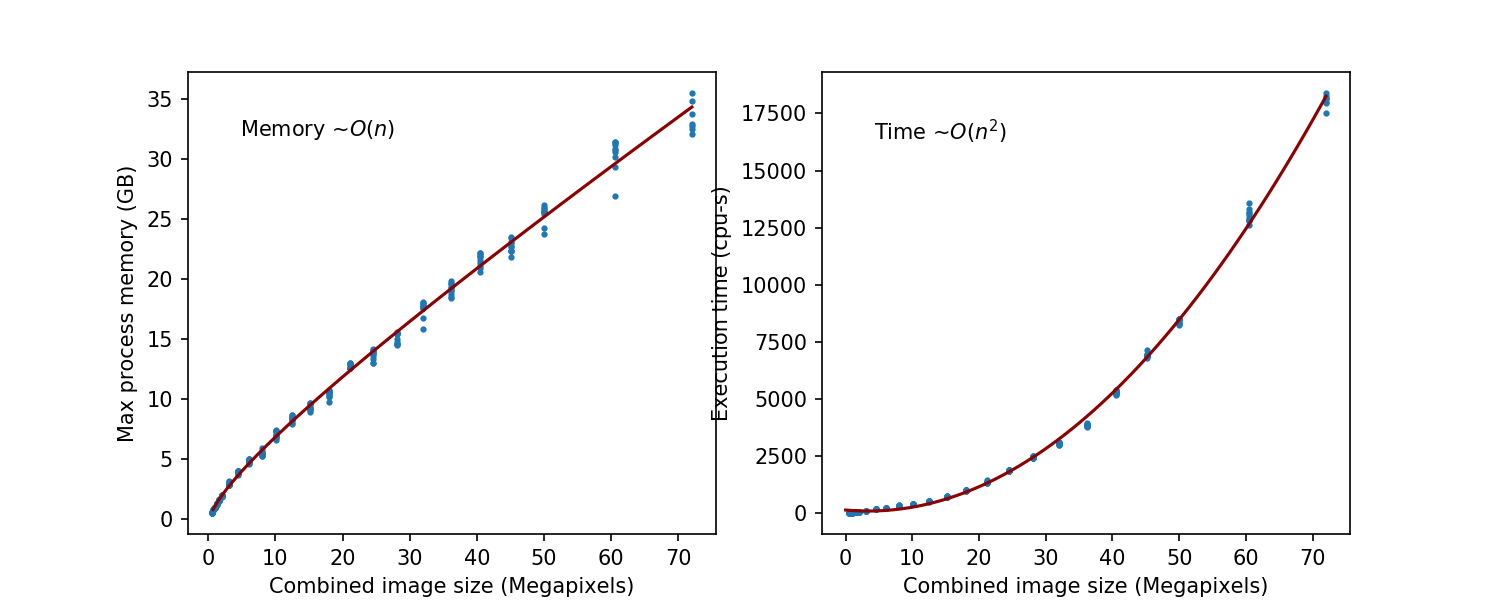 Memory ~O(n)
Max process memory (GB)
35
30
25
20
15
10
5
0
0 10 20 30 40 50 60 70
Combined image size (Megapixels)
Time ~O(n²)
Execution time (cpu-s)
17500
15000
12500
10000
7500
5000
2500
0
0 10 20 30 40 50 60 70
Combined image size (Megapixels)